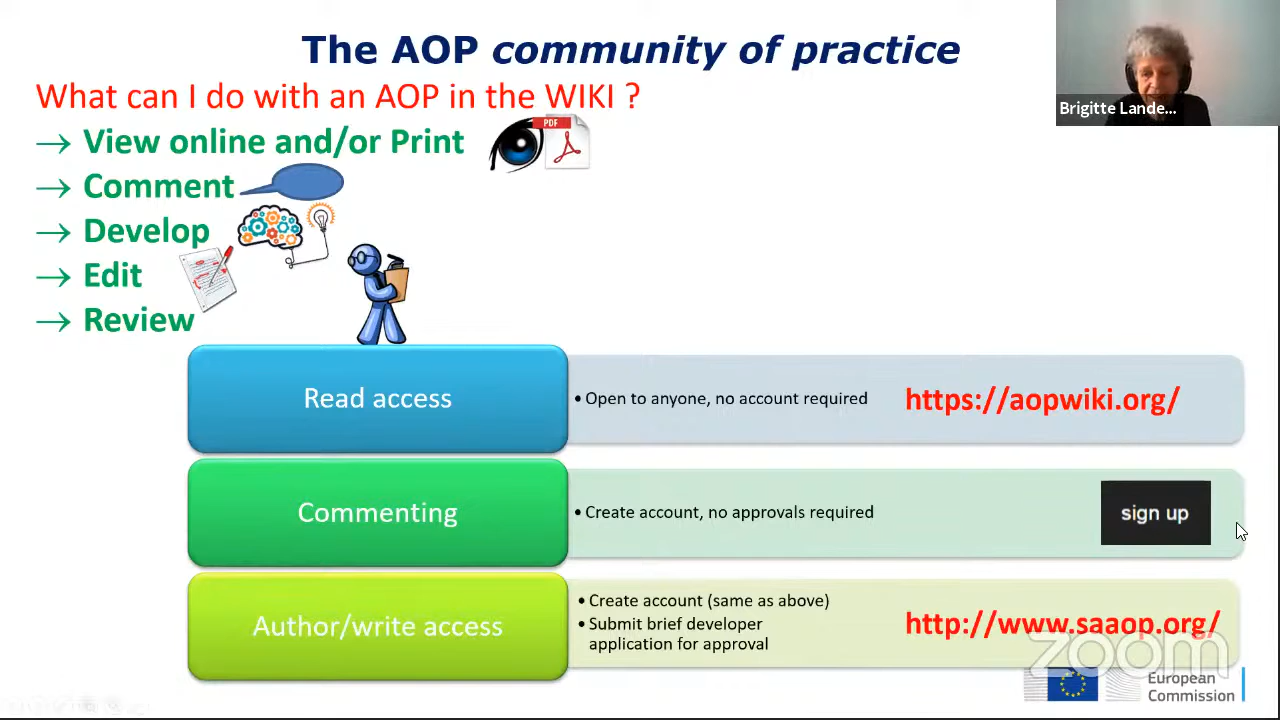 The AOP community of practice
What can I do with an AOP in the WIKI ?
→ View online and/or Print
PDF
→ Comment
→ Develop
→ Edit
→ Review
Brigitte Lande...
Read access
• Open to anyone, no account required
https://aopwiki.org/
Commenting
• Create account, no approvals required
sign up
Author/write access
• Create account (same as above)
• Submit brief developer
application for approval
http://www.saaop.org/
zoom
European
Commission